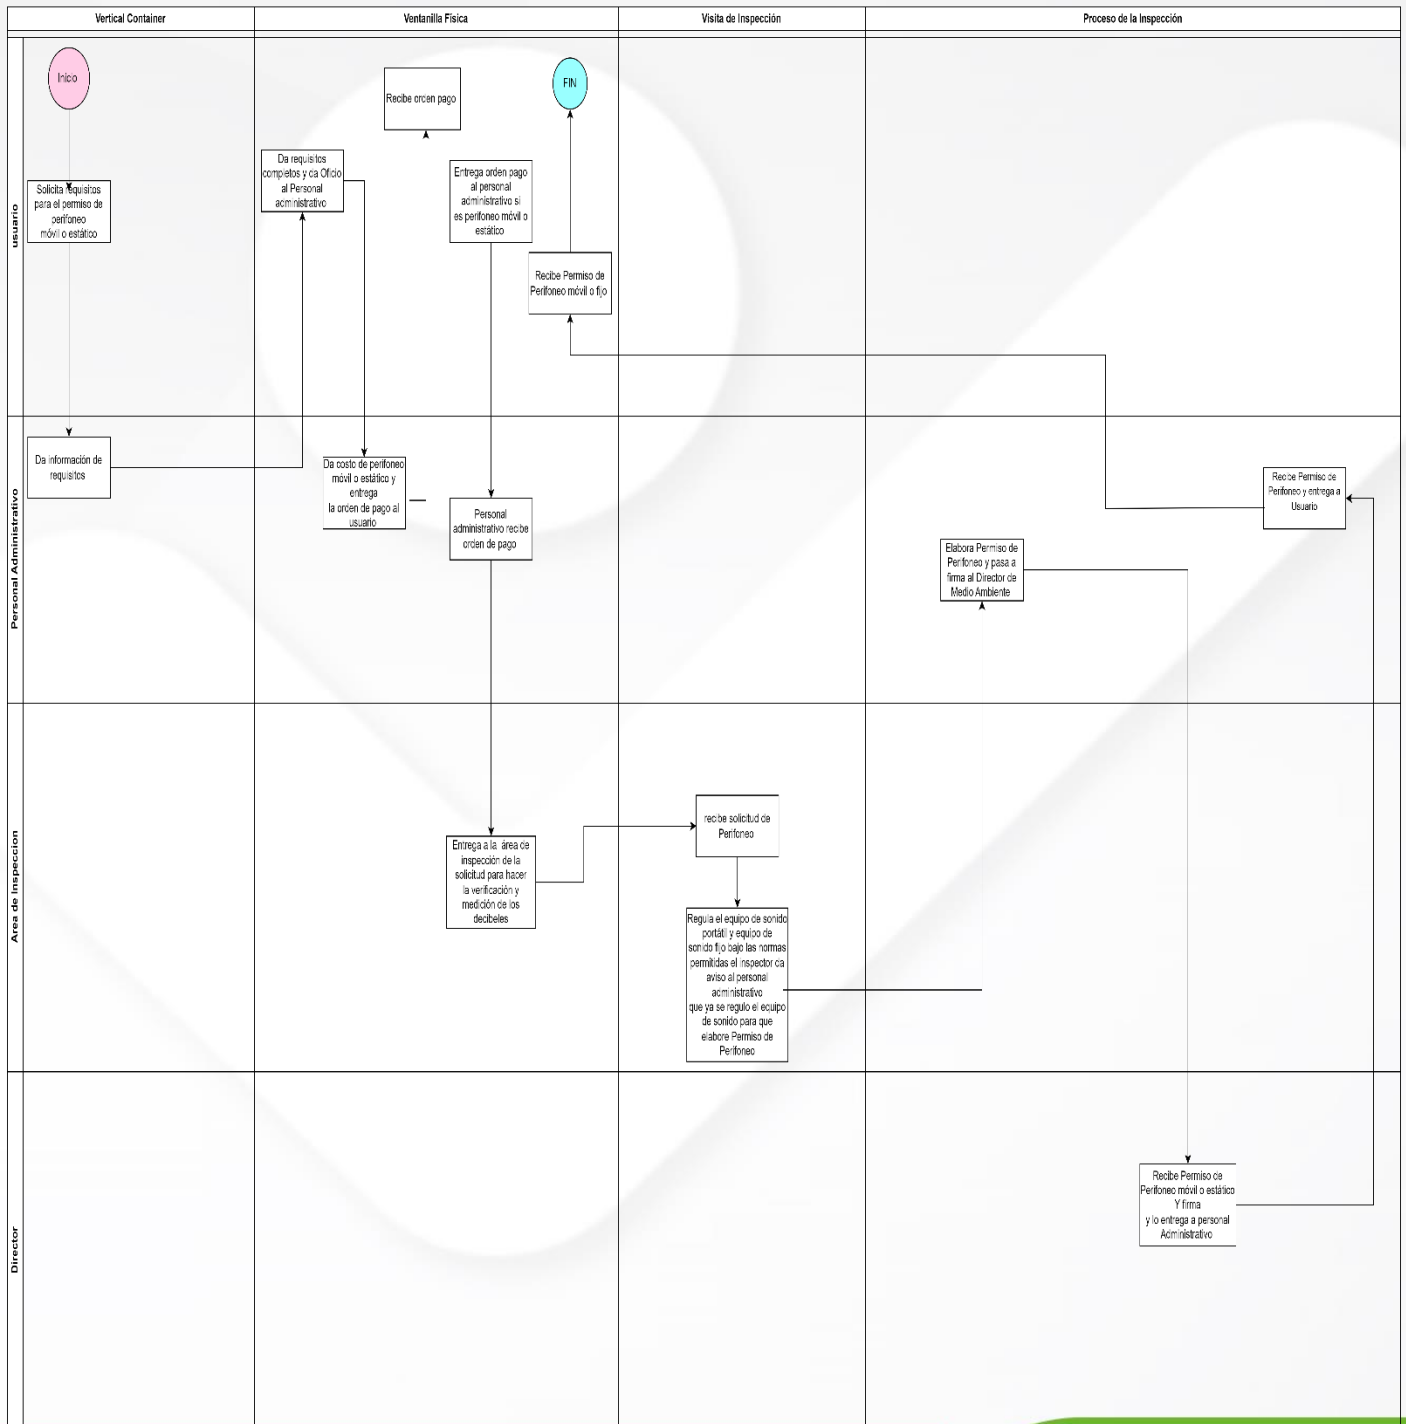 Vertical Container
Ventanilla Física
Visita de Inspección
Proceso de la Inspección
usuario
Inicio
Solicita requisitos
para el permiso de
perifoneo
móvil o estático
Da requisitos
completos y da Oficio
al Personal
administrativo
Recibe orden pago
Entrega orden pago
al personal
administrativo si
es perifoneo móvil o
estático
FIN
Recibe Permiso de
Perifoneo móvil o fijo
Personal Administrativo
Da información de
requisitos
Da costo de perifoneo
móvil o estático y
entrega
la orden de pago al
usuario
Personal
administrativo recibe
orden de pago
Elabora Permiso de
Perifoneo y pasa a
firma al Director de
Medio Ambiente
Recibe Permiso de
Perifoneo y entrega a
Usuario
Area de Inspeccion
Entrega a la área de
inspección de la
solicitud para hacer
la verificación y
medición de los
decibeles
recibe solicitud de
Perifoneo
Regula el equipo de sonido
portátil y equipo de
sonido fijo bajo las normas
permitidas el inspector da
aviso al personal
administrativo
que ya se regulo el equipo
de sonido para que
elabore Permiso de
Perifoneo
Director
Recibe Permiso de
Perifoneo móvil o estático
Y firma
y lo entrega a personal
Administrativo